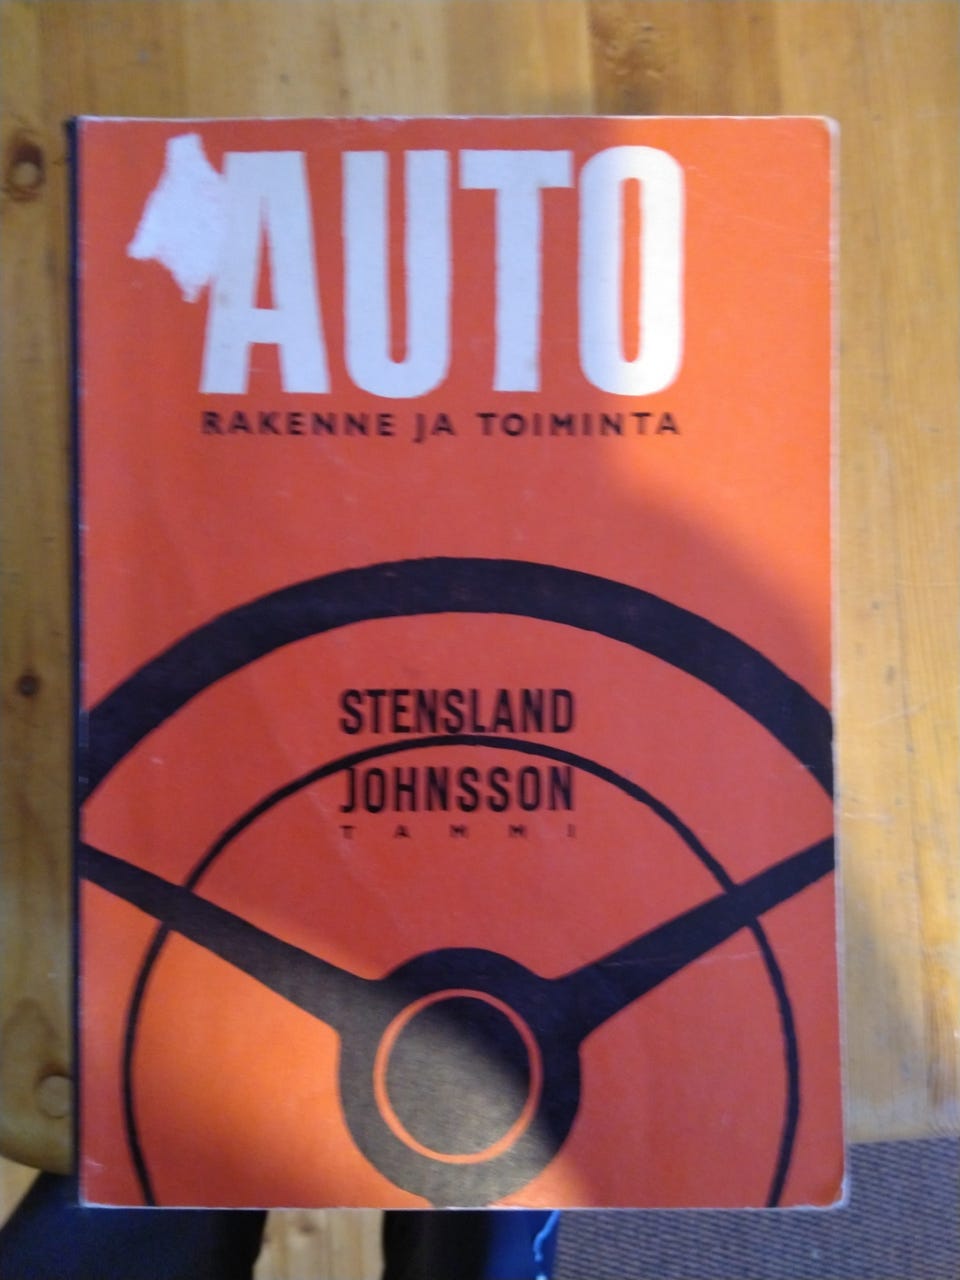 AUTO
RAKENNE JA TOIMINTA
STENSLAND
JOHNSSON
TAMMI